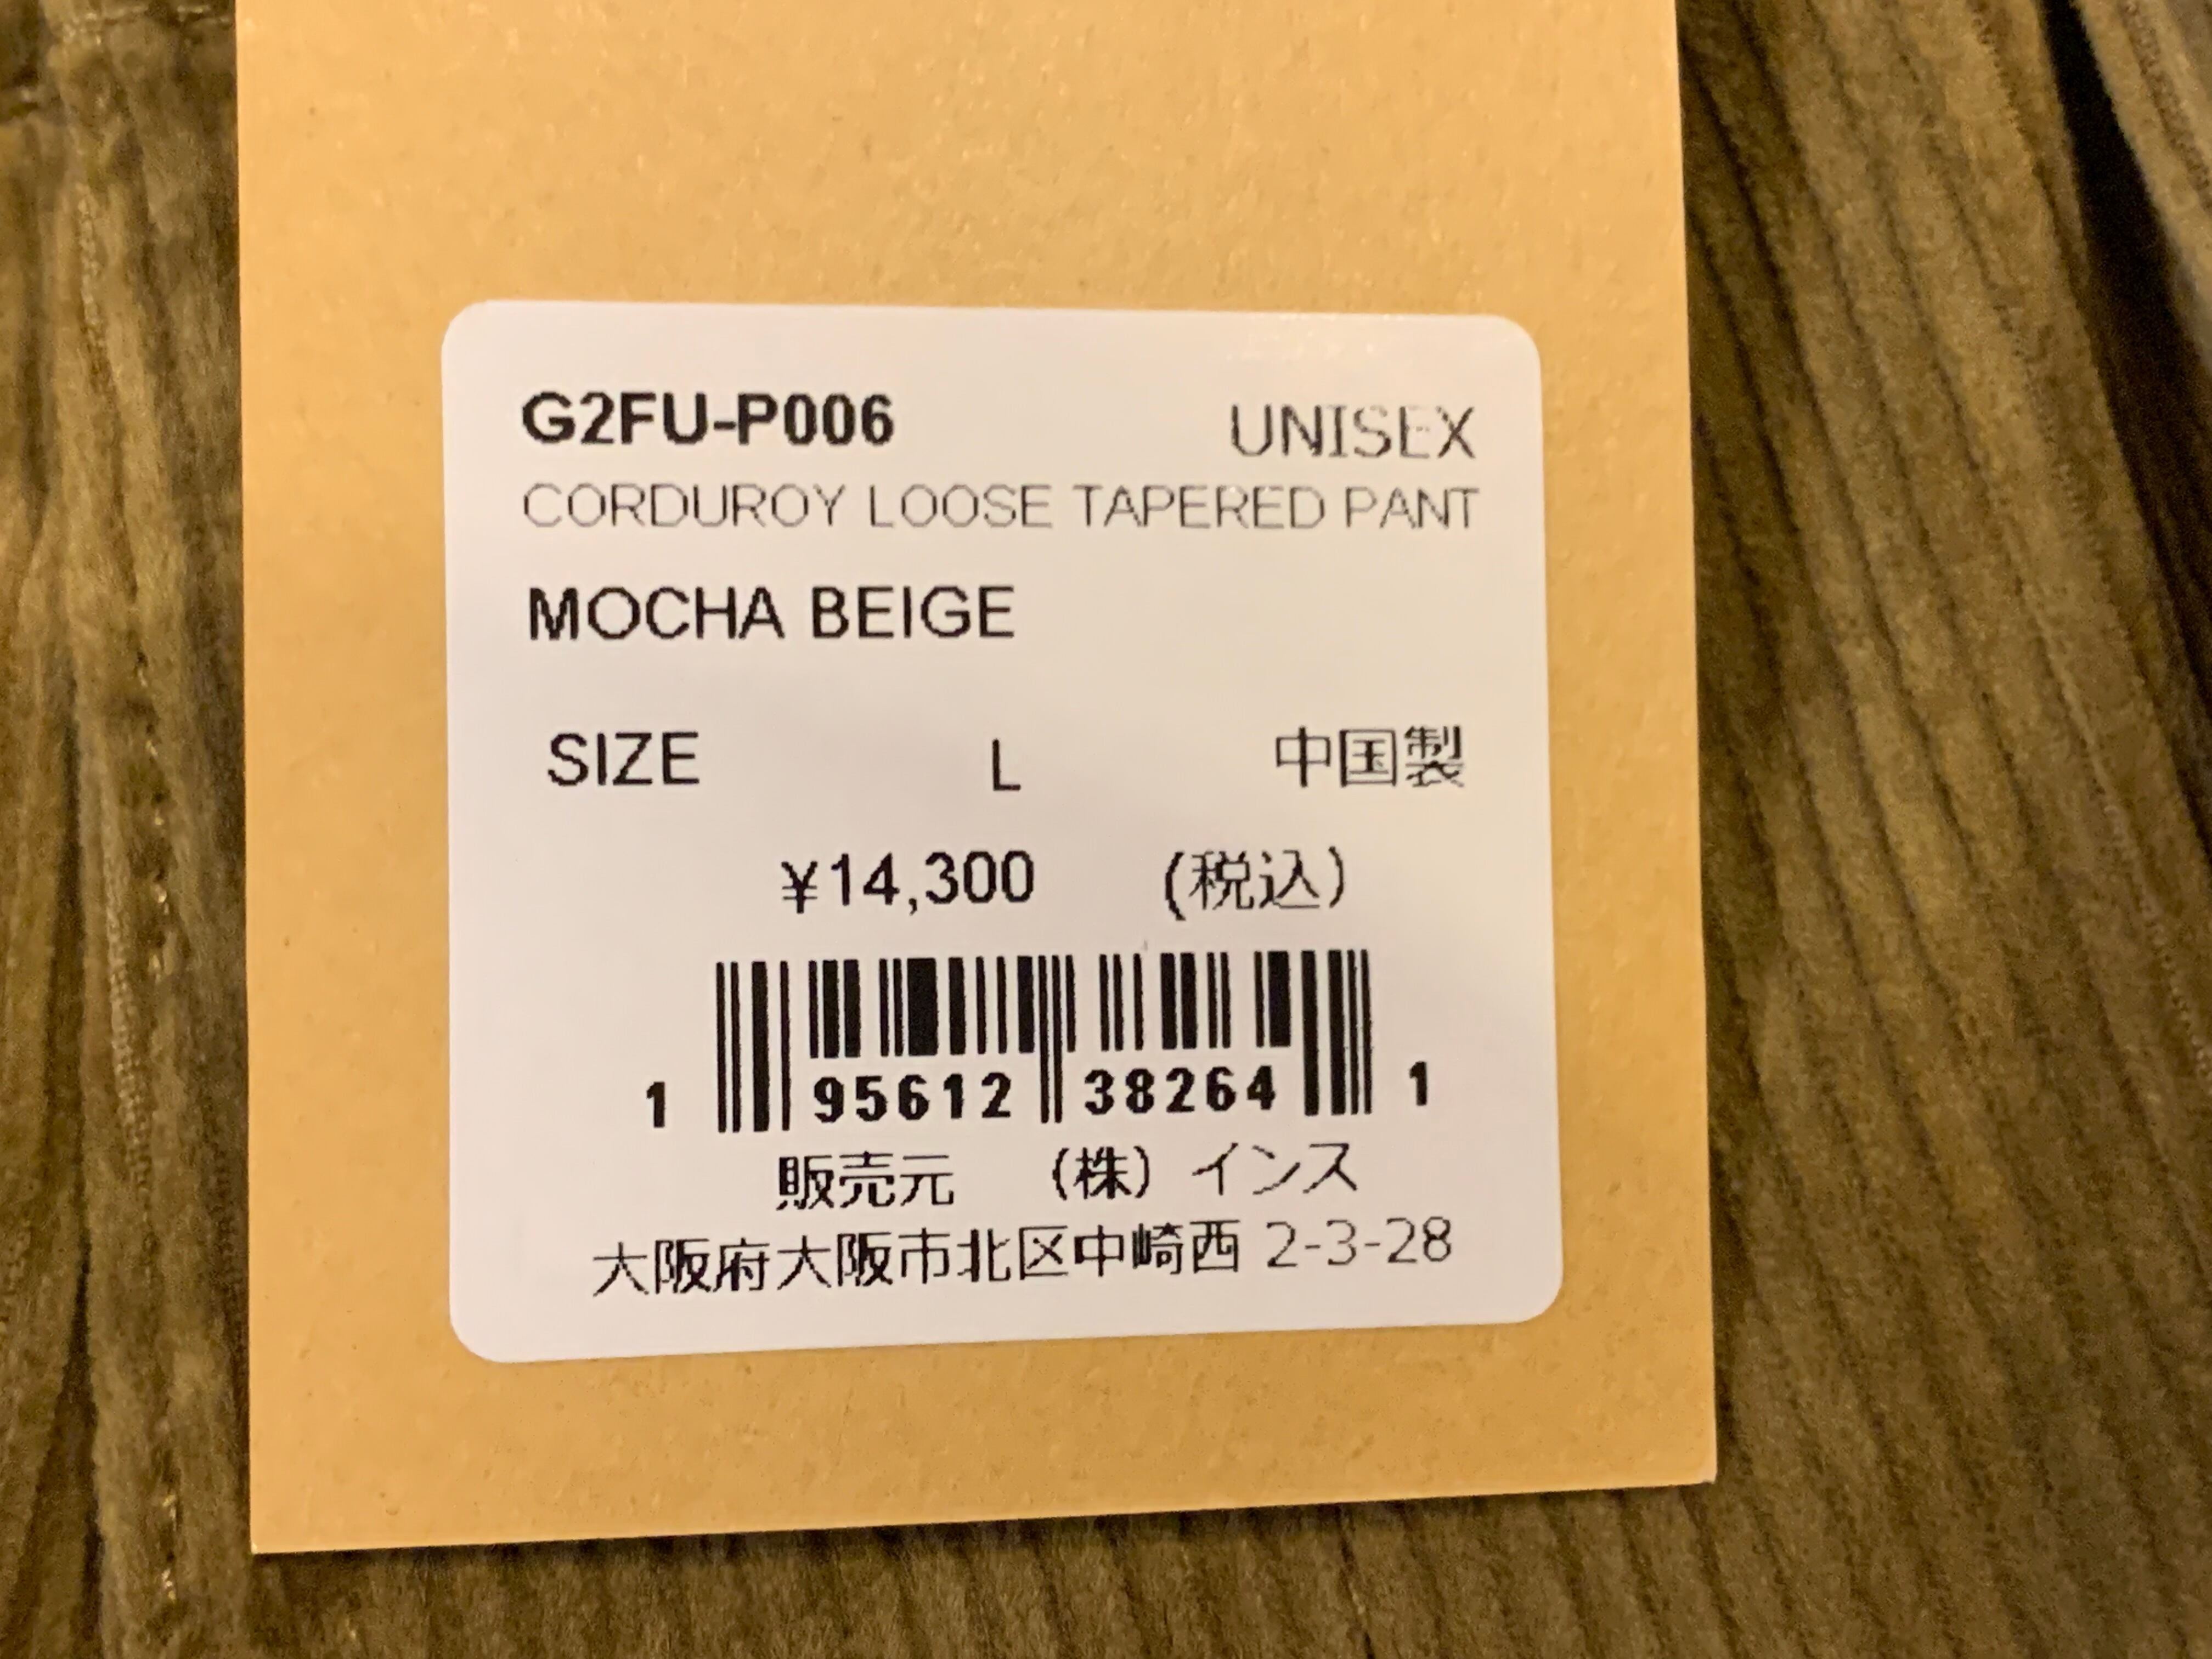 G2FU-P006 UNISEX
CORDUROY LOOSE TAPERED PANT
MOCHA BEIGE
SIZE L 中国製
¥14,300 (税込)
1 95612 38264 1
販売元 (株) インス
大阪府大阪市北区中崎西 2-3-28